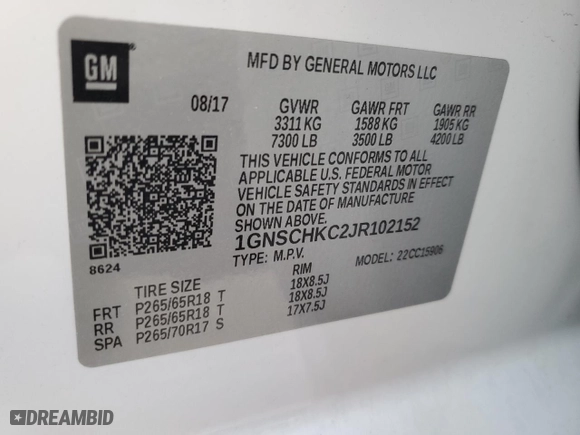 GM
MFD BY GENERAL MOTORS LLC
08/17 GVWR GAWR FRT GAWR RR
3311 KG 1588 KG 1905 KG
7300 LB 3500 LB 4200 LB
THIS VEHICLE CONFORMS TO ALL
APPLICABLE U.S. FEDERAL MOTOR
VEHICLE SAFETY STANDARDS IN EFFECT
ON THE DATE OF MANUFACTURE
SHOWN ABOVE.
1GNSCHKC2JR102152
8624
TYPE: M.P.V. MODEL: 22CC15906
TIRE SIZE RIM
FRT P265/65R18 T 18X8.5J
RR P265/65R18 T 18X8.5J
SPA P265/70R17 S 17X7.5J
DREAMBID